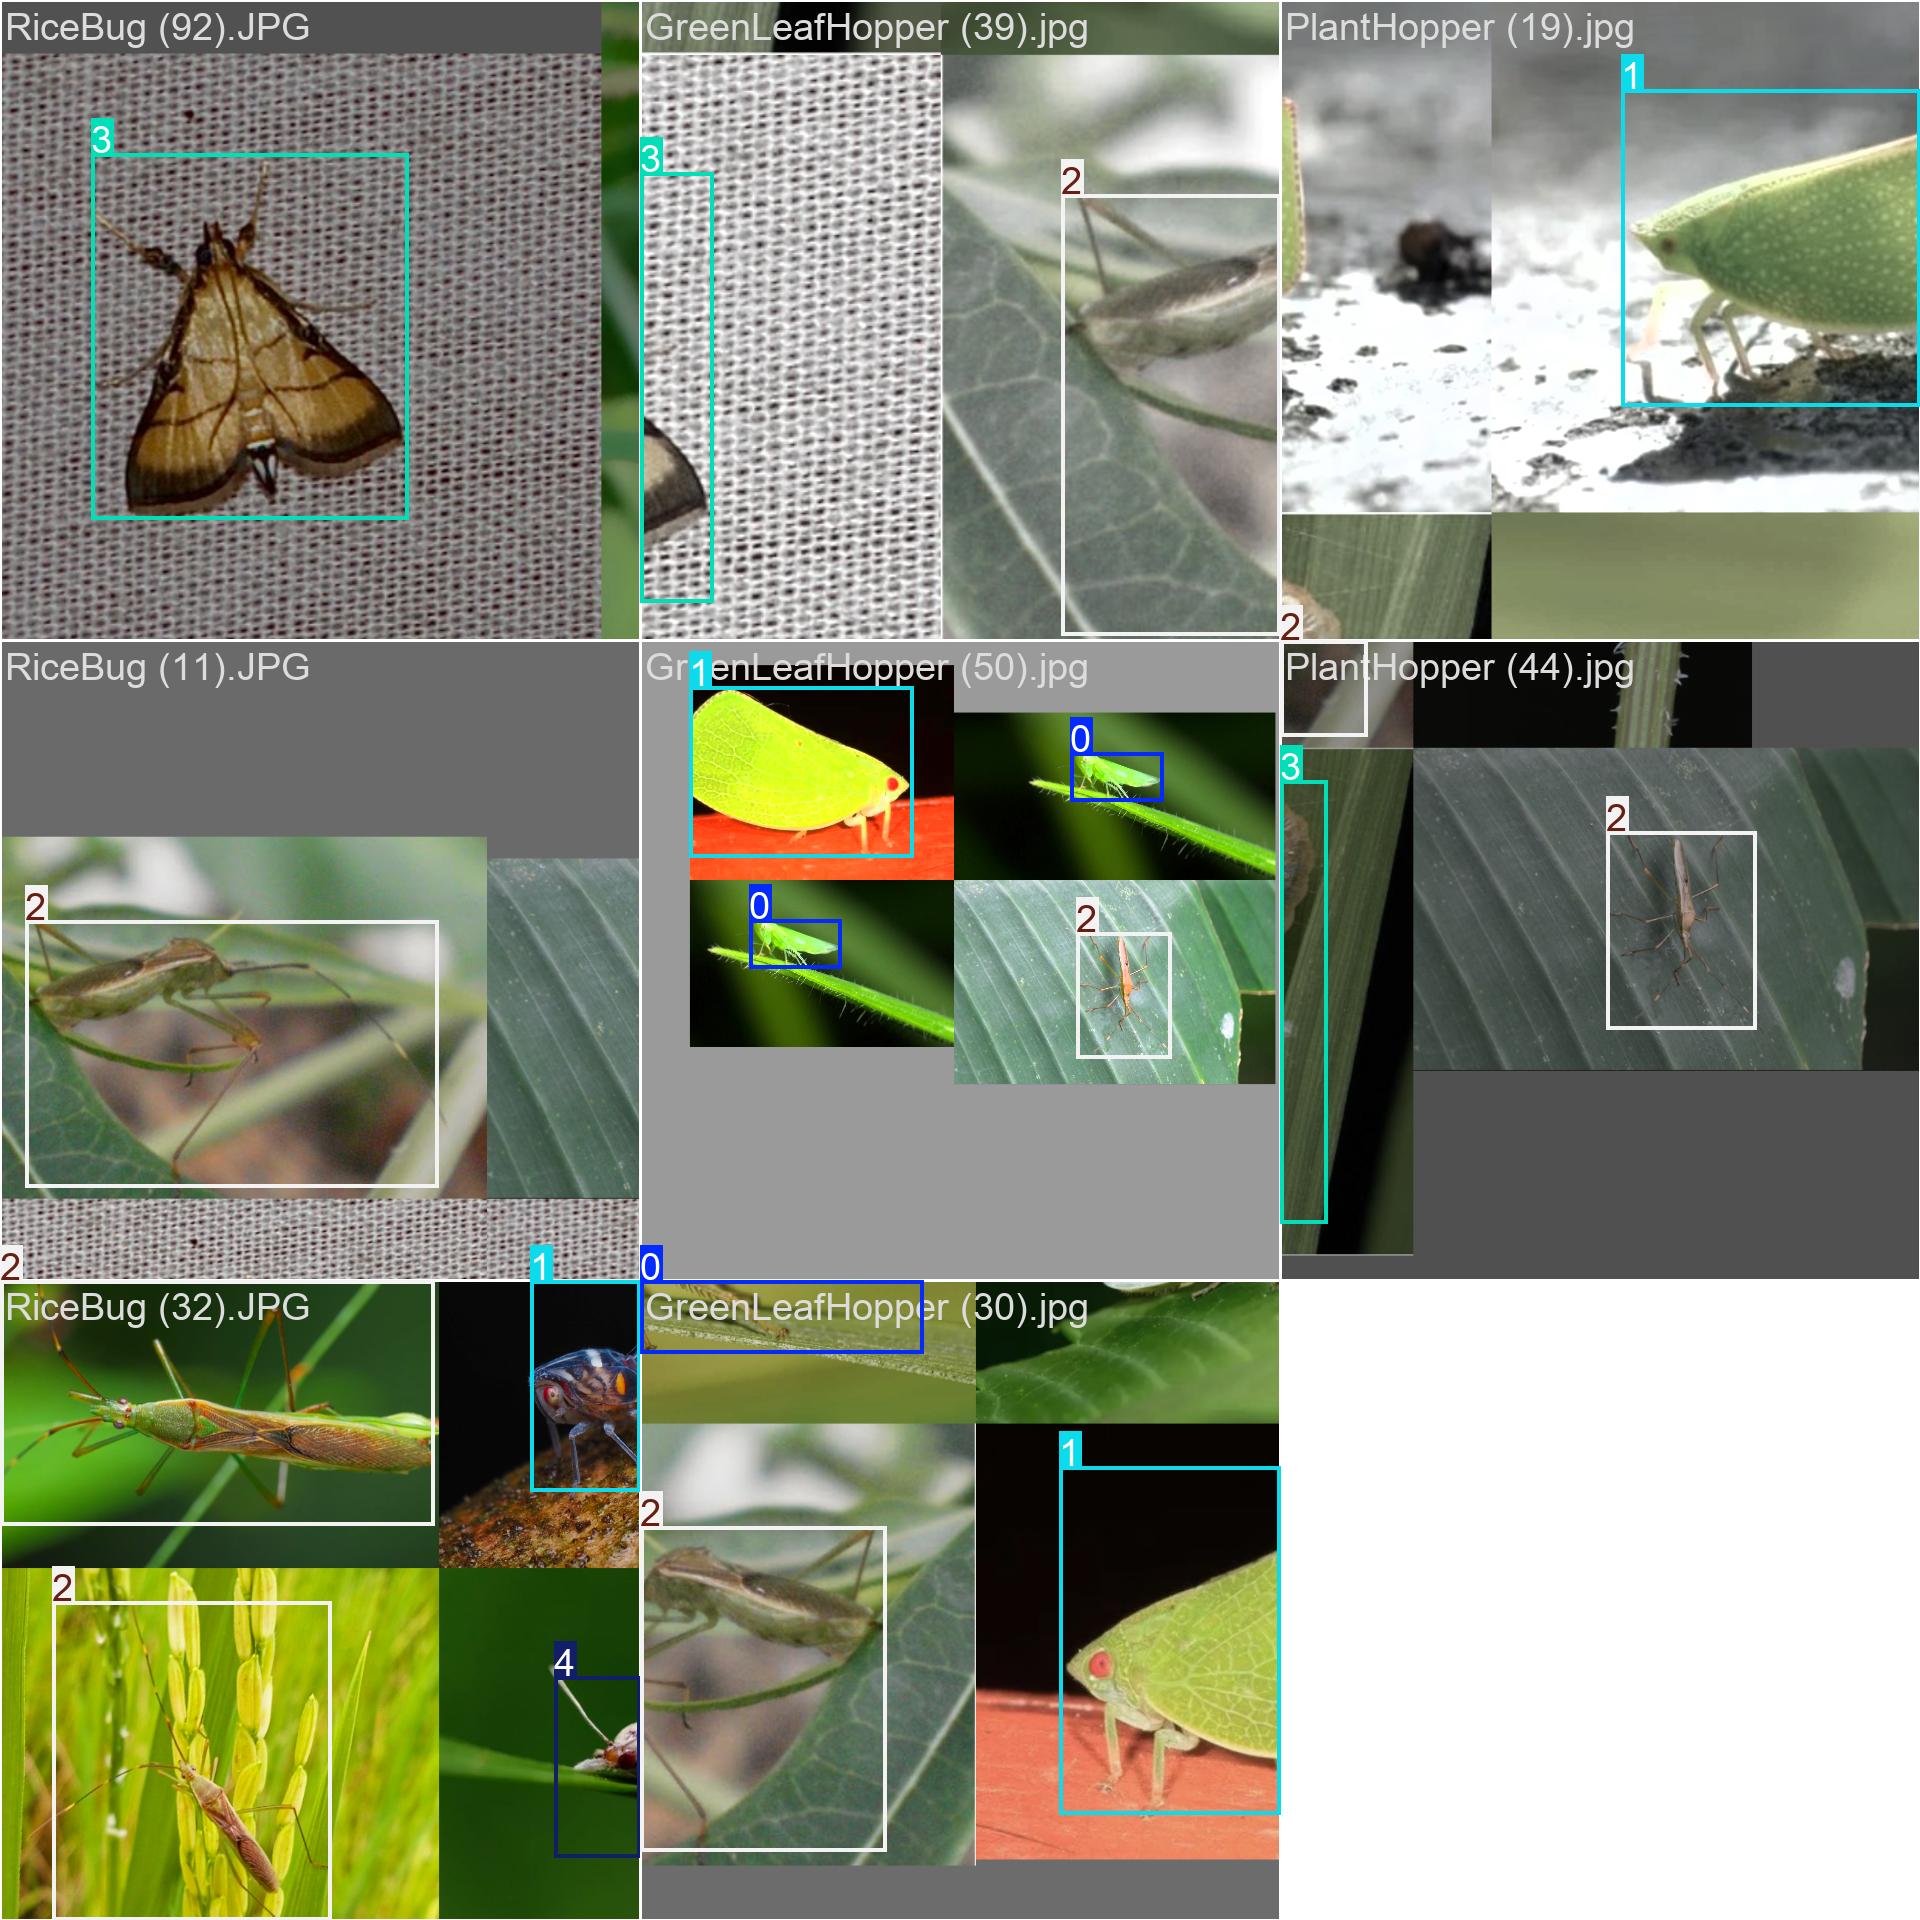 RiceBug (92).JPG
GreenLeafHopper (39).jpg
PlantHopper (19).jpg
1
3
3
2
2
RiceBug (11).JPG
GreenLeafHopper (50).jpg
PlantHopper (44).jpg
1
0
3
2
2
0
2
2
1
0
RiceBug (32).JPG
GreenLeafHopper (30).jpg
1
2
2
4